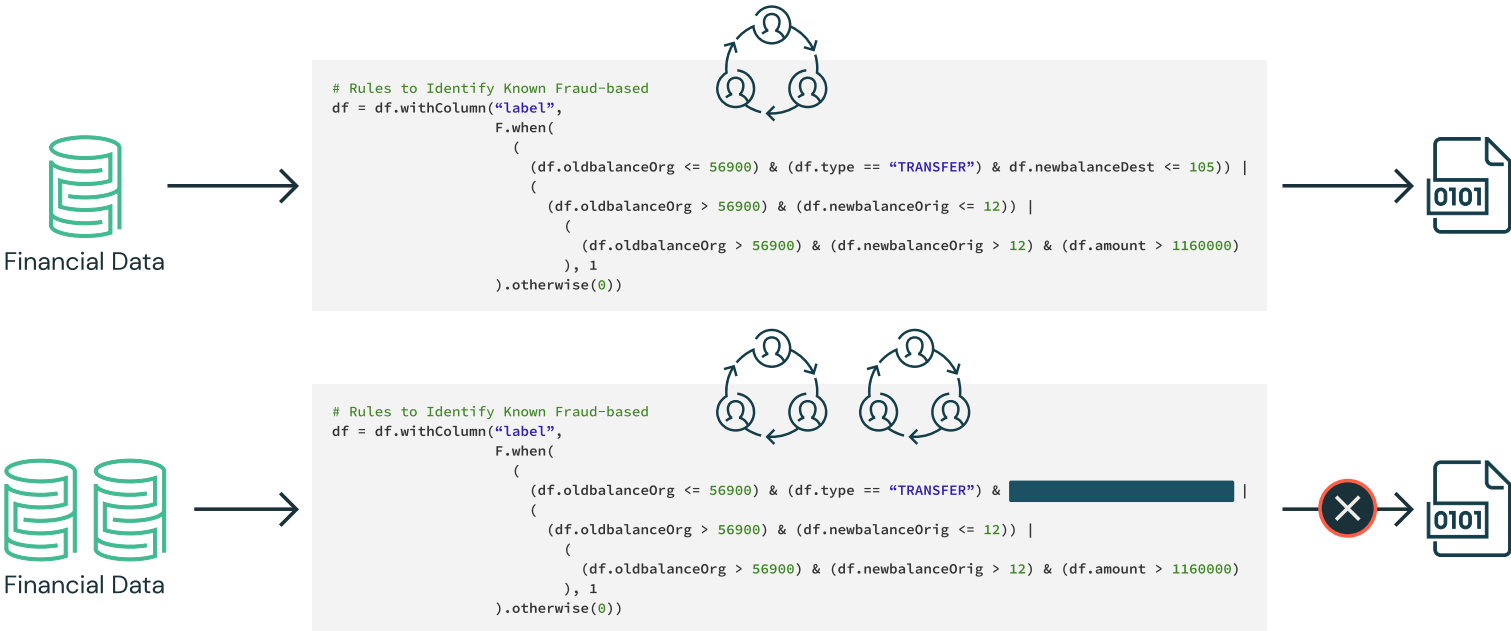 # Rules to Identify Known Fraud-based
df = df.withColumn(“label”,
F.when(
(
(df.oldbalanceOrg <= 56900) & (df.type == “TRANSFER”) & df.newbalanceDest <= 105)) |
(
(df.oldbalanceOrg > 56900) & (df.newbalanceOrig <= 12)) |
(
(df.oldbalanceOrg > 56900) & (df.newbalanceOrig > 12) & (df.amount > 1160000)
), 1
).otherwise(0))
Financial Data
0101
# Rules to Identify Known Fraud-based
df = df.withColumn(“label”,
F.when(
(
(df.oldbalanceOrg <= 56900) & (df.type == “TRANSFER”) & |
(
(df.oldbalanceOrg > 56900) & (df.newbalanceOrig <= 12)) |
(
(df.oldbalanceOrg > 56900) & (df.newbalanceOrig > 12) & (df.amount > 1160000)
), 1
).otherwise(0))
Financial Data
0101